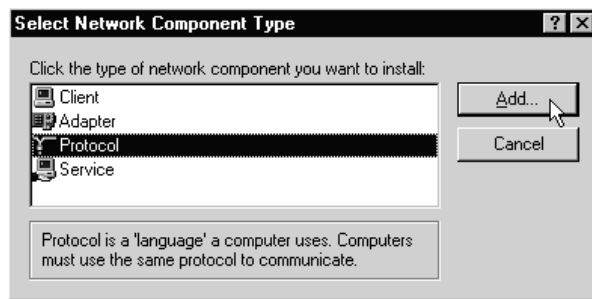 Select Network Component Type
Click the type of network component you want to install:
Client
Adapter
Protocol
Service
Add...
Cancel
Protocol is a 'language' a computer uses. Computers
must use the same protocol to communicate.